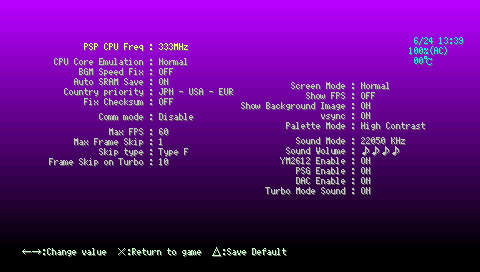 PSP CPU Freq : 333MHz
6/24 13:39
100%(AC)
00℃
CPU Core Emulation : Normal
BGM Speed Fix : OFF
Auto SRAM Save : ON
Country priority : JPN - USA - EUR
Fix Checksum : OFF
Comm mode : Disable
Max FPS : 60
Max Frame Skip : 1
Skip type : Type F
Frame Skip on Turbo : 10
Screen Mode : Normal
Show FPS : OFF
Show Background Image : ON
vsync : ON
Palette Mode : High Contrast
Sound Mode : 22050 KHz
Sound Volume : ♪♪♪♪
YM2612 Enable : ON
PSG Enable : ON
DAC Enable : ON
Turbo Mode Sound : ON
←→:Change value ×:Return to game △:Save Default